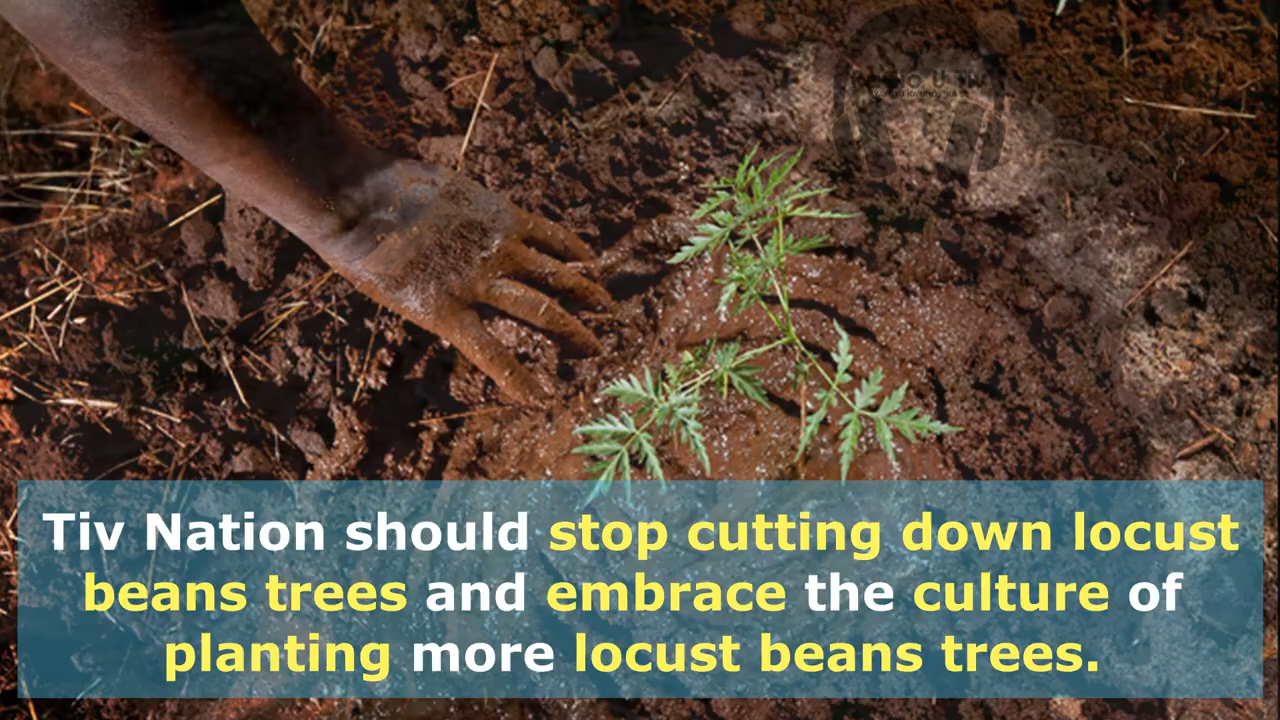 Tiv Nation should stop cutting down locust
beans trees and embrace the culture of
planting more locust beans trees.